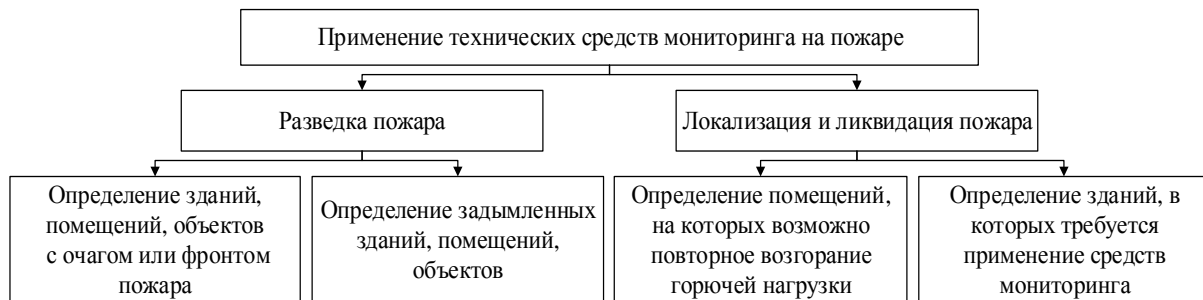 Применение технических средств мониторинга на пожаре
Разведка пожара
Локализация и ликвидация пожара
Определение зданий,
помещений, объектов
с очагом или фронтом
пожара
Определение задымленных
зданий, помещений,
объектов
Определение помещений,
на которых возможно
повторное возгорание
горючей нагрузки
Определение зданий, в
которых требуется
применение средств
мониторинга